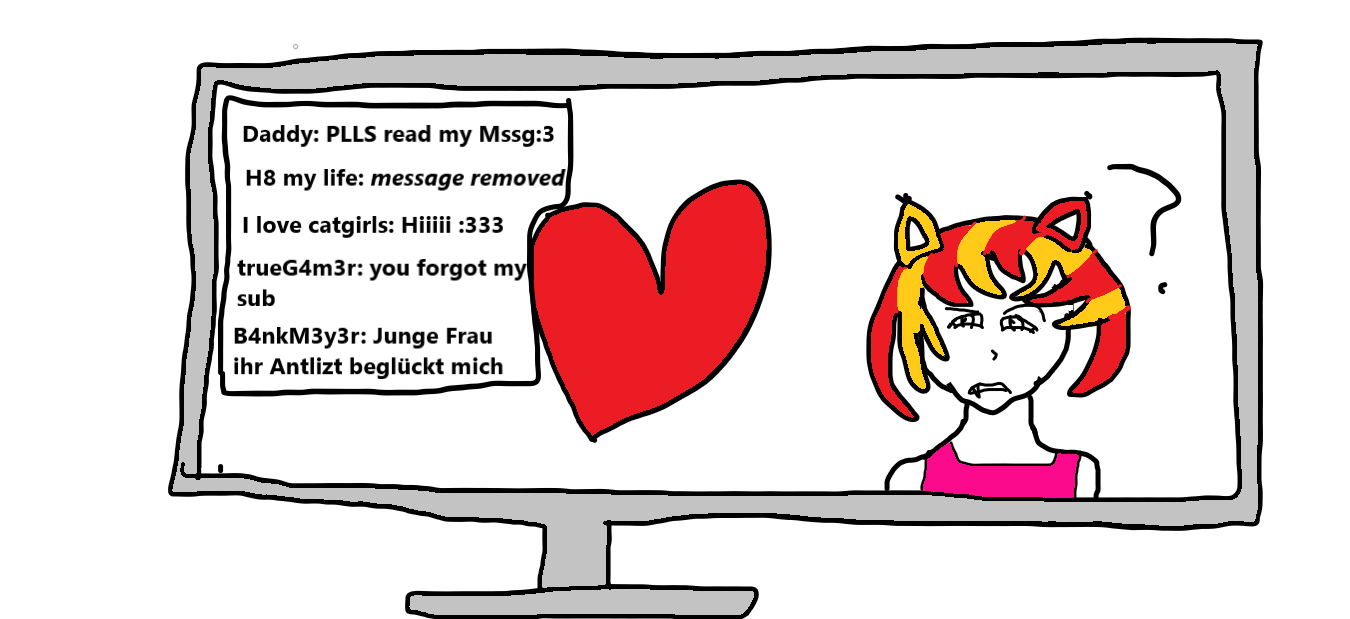 Daddy: PLLS read my Mssg:3
H8 my life: message removed
I love catgirls: Hiiiii :333
trueG4m3r: you forgot my
sub
B4nkM3y3r: Junge Frau
ihr Antlizt beglückt mich
?